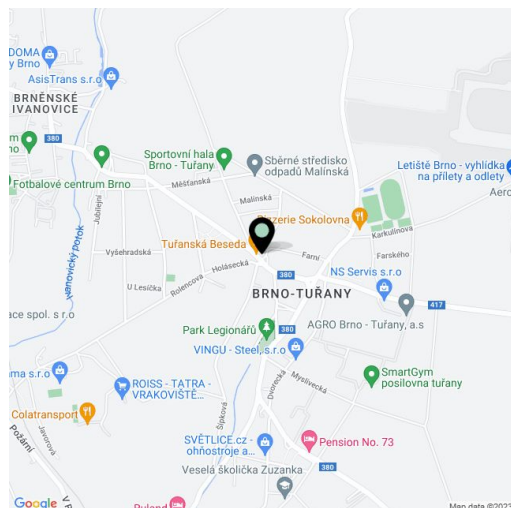 DOMA
y Brno
AsisTrans s.r.o
BRNĚNSKÉ
IVANOVICE
380
Sportovní hala
Brno - Tuřany
Sběrné středisko
odpadů Malínská
Letiště Brno - vyhlídka
na přílety a odlety
Fotbalové centrum Brno
Měšťanská
Malínská
Jubilejní
Ivanovický potok
Vyšehradská
Tuřanská Beseda
Sokolovna
Karkulínova
Farní
Farského
Holásecká
Rolencova
U Lesíčka
380
NS Servis s.r.o
BRNO-TUŘANY
417
ace spol. s r.o
Park Legionářů
380
AGRO Brno - Tuřany, a.s
VINGU - Steel, s.r.o
ma s.r.o
ROISS - TATRA -
VRAKOVIŠTĚ...
SmartGym
posilovna tuřany
Myslivecká
Dvorecká
Šípková
Colatransport
Javorová
Požární
SVĚTLICE.cz -
ohňostroje a...
Pension No. 73
380
Veselá školička Zuzanka
Google
Map data ©2023